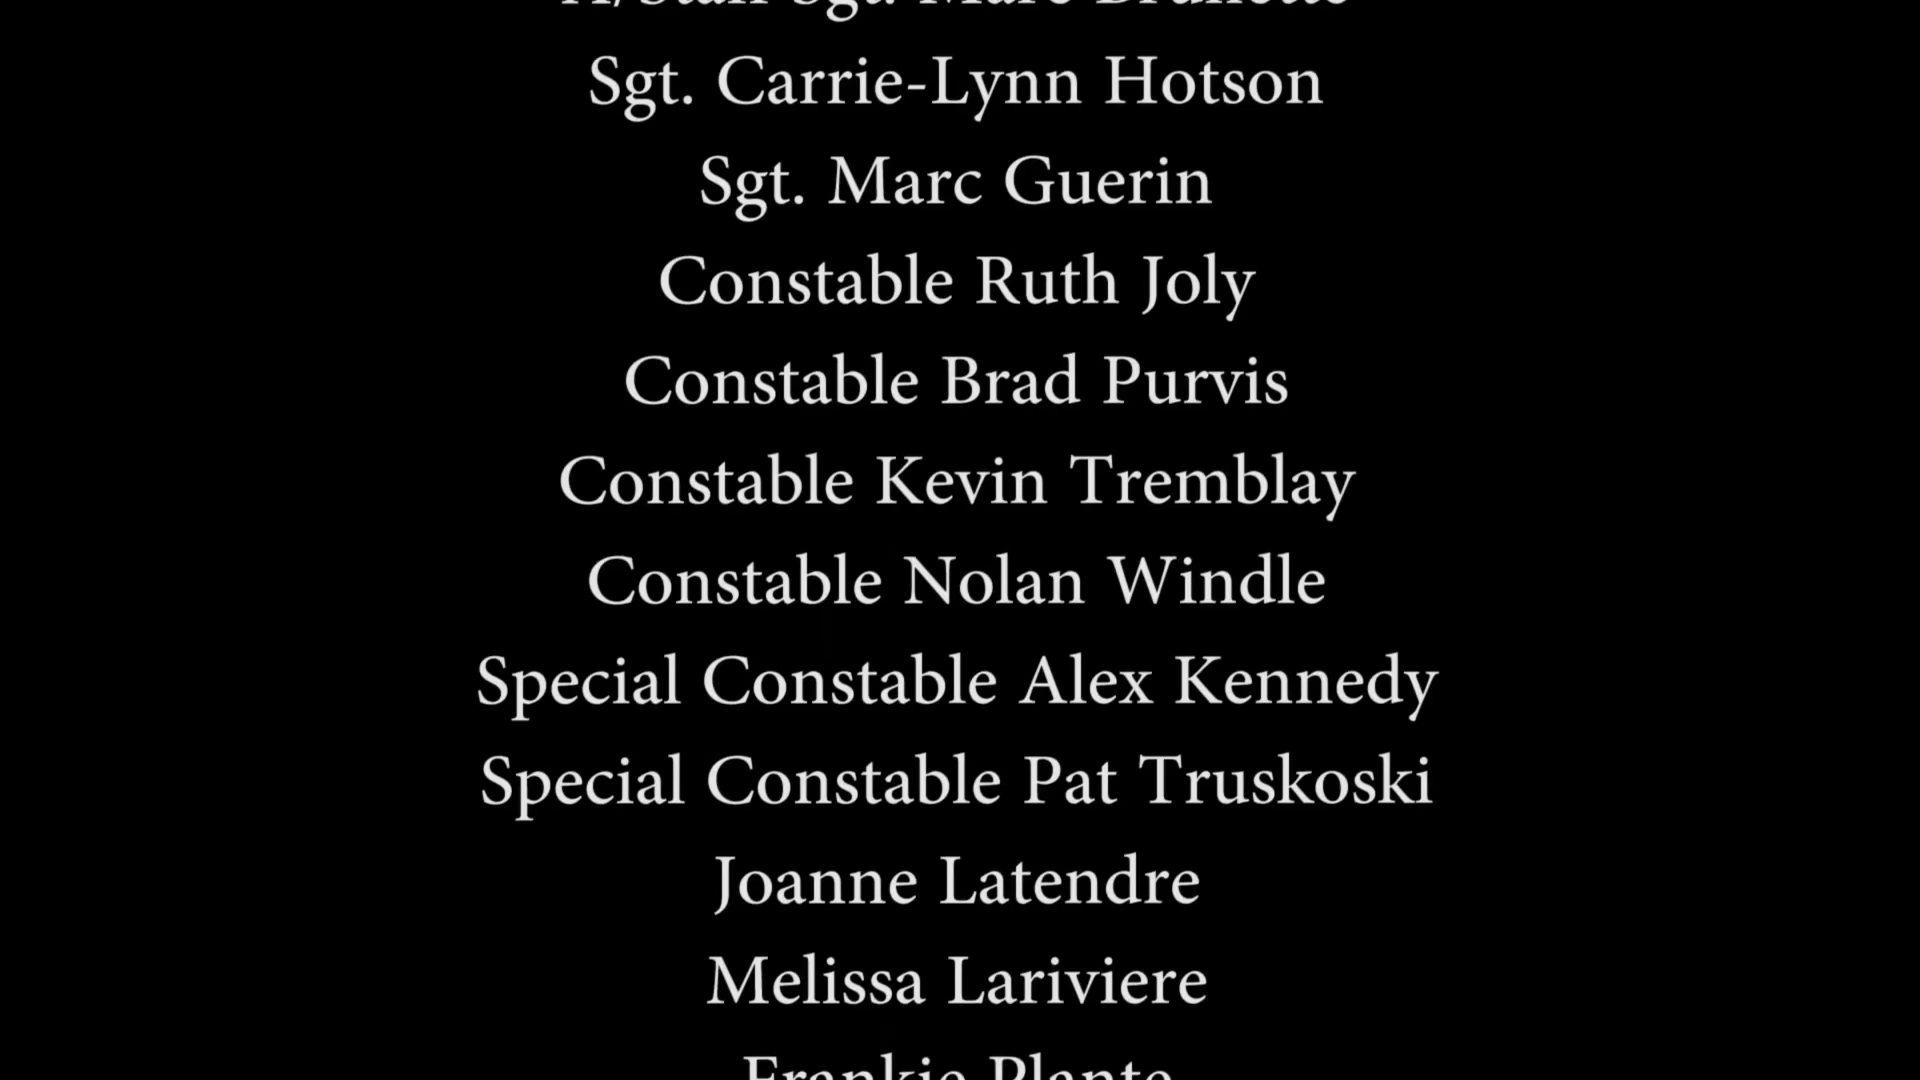 A/Staff Sgt. Marc Brunette
Sgt. Carrie-Lynn Hotson
Sgt. Marc Guerin
Constable Ruth Joly
Constable Brad Purvis
Constable Kevin Tremblay
Constable Nolan Windle
Special Constable Alex Kennedy
Special Constable Pat Truskoski
Joanne Latendre
Melissa Lariviere
Frankie Plante